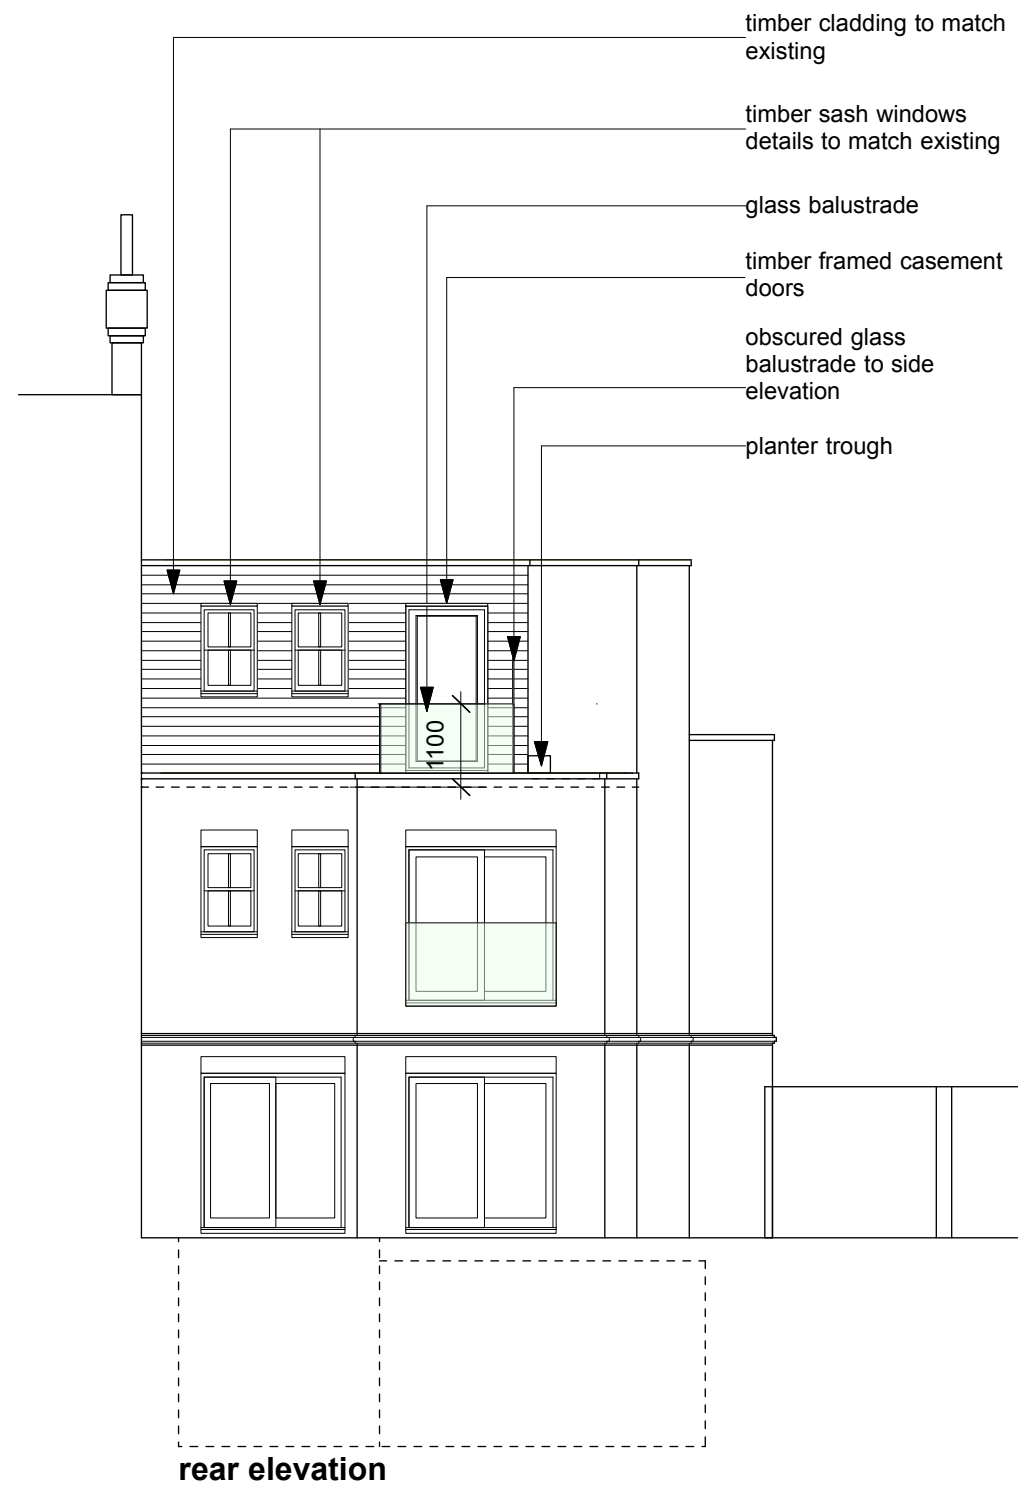 timber cladding to match
existing
timber sash windows
details to match existing
glass balustrade
timber framed casement
doors
obscured glass
balustrade to side
elevation
planter trough
1100
rear elevation